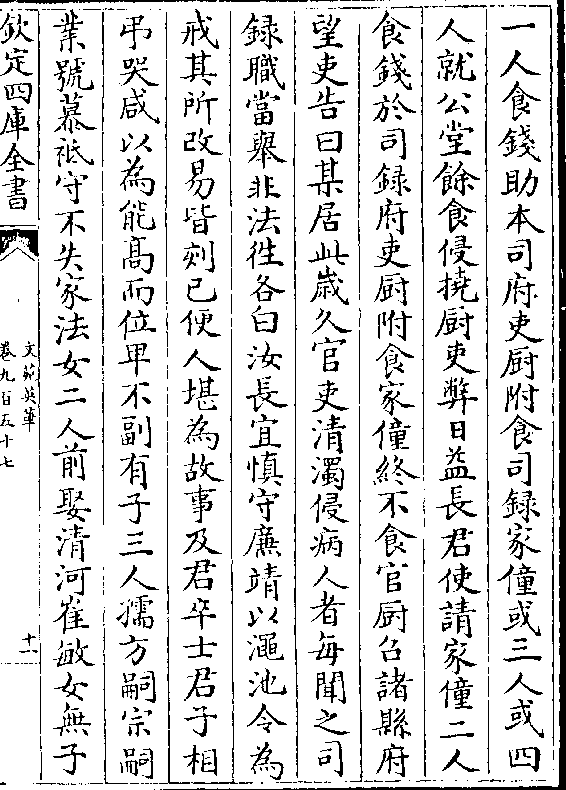 一人食錢助本司府吏厨附食司録家僮或三人或四
人就公堂餘食侵撓厨吏弊日益長君使請家僮二人
食錢於司録府吏厨附食家僮終不食官厨召諸縣府
望吏告曰某居此嵗久官吏清濁侵病人者每聞之司
録職當舉非法徃各白汝長宜慎守廉靖以澠池令為
戒其所改易皆刻已便人堪為故事及君卒士君子相
弔哭咸以為能髙而位卑不副有子三人孺方嗣宗嗣
業號慕祗守不失家法女二人前娶清河崔敏女無子
欽定四庫全書
文苑英華
卷九百五十七
十一